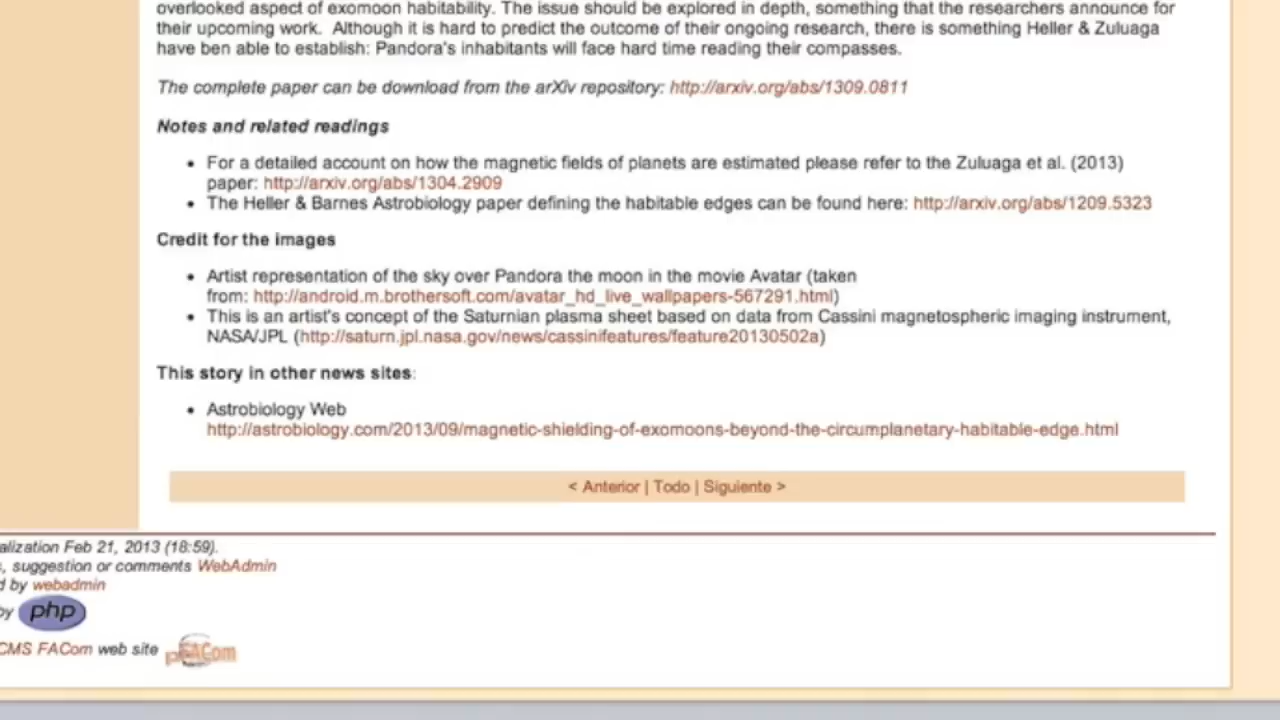 overlooked aspect of exomoon habitability. The issue should be explored in depth, something that the researchers announce for
their upcoming work. Although it is hard to predict the outcome of their ongoing research, there is something Heller & Zuluaga
have ben able to establish: Pandora's inhabitants will face hard time reading their compasses.
The complete paper can be download from the arXiv repository: http://arxiv.org/abs/1309.0811
Notes and related readings
• For a detailed account on how the magnetic fields of planets are estimated please refer to the Zuluaga et al. (2013)
paper: http://arxiv.org/abs/1304.2909
• The Heller & Barnes Astrobiology paper defining the habitable edges can be found here: http://arxiv.org/abs/1209.5323
Credit for the images
• Artist representation of the sky over Pandora the moon in the movie Avatar (taken
from: http://android.m.brothersoft.com/avatar_hd_live_wallpapers-567291.html)
• This is an artist's concept of the Saturnian plasma sheet based on data from Cassini magnetospheric imaging instrument,
NASA/JPL (http://saturn.jpl.nasa.gov/news/cassinifeatures/feature20130502a)
This story in other news sites:
• Astrobiology Web
http://astrobiology.com/2013/09/magnetic-shielding-of-exomoons-beyond-the-circumplanetary-habitable-edge.html
< Anterior | Todo | Siguiente >
alization Feb 21, 2013 (18:59).
, suggestion or comments WebAdmin
d by webadmin
by php
CMS FACom web site pFACom